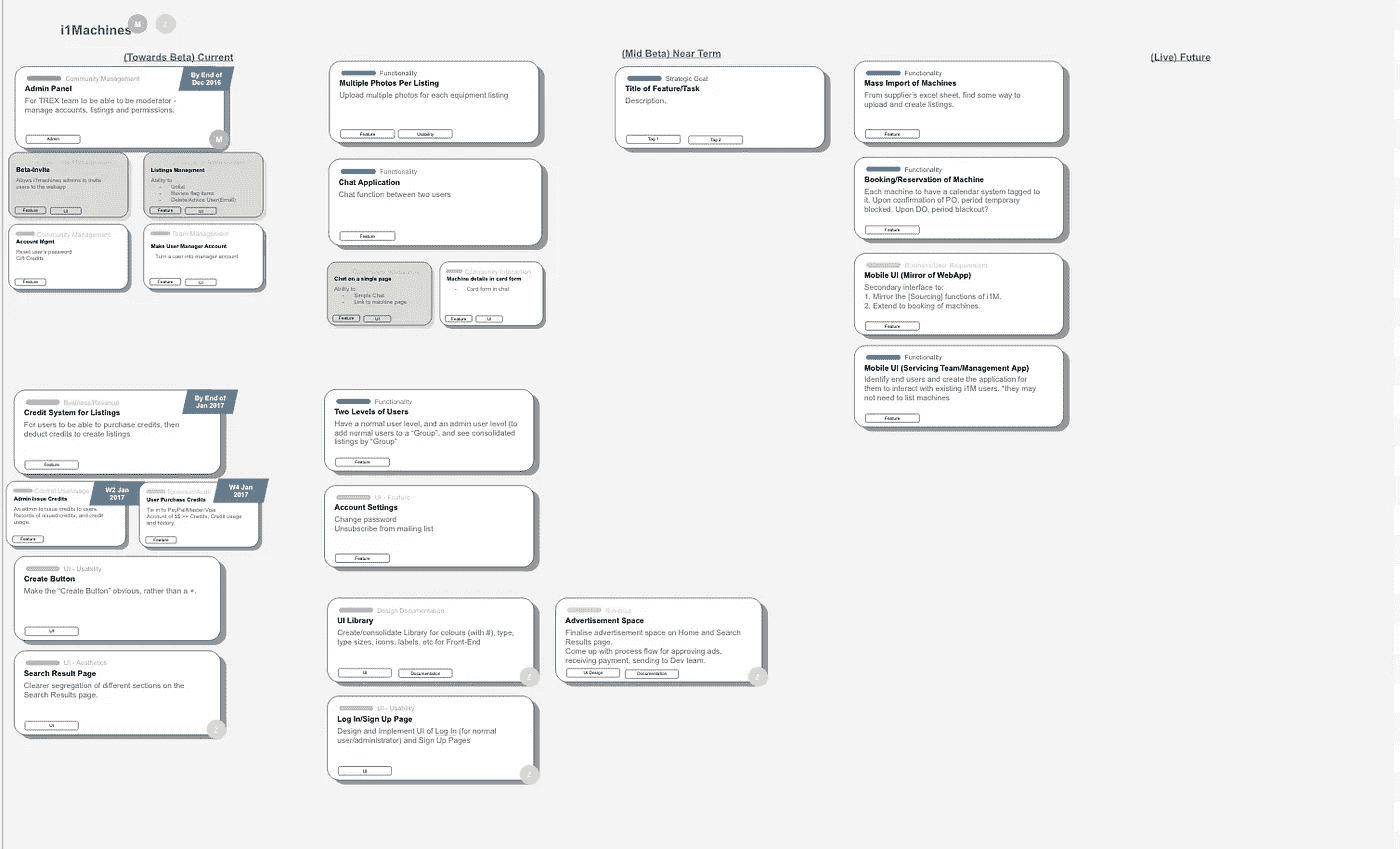 i1Machines
M
Z
(Towards Beta) Current
(Mid Beta) Near Term
(Live) Future
Community Management
By End of
Dec 2016
Admin Panel
For TREX team to be able to be moderator -
manage accounts, listings and permissions.
Admin
M
Beta-Invite
Allows i1machines admins to invite
users to the webapp
Feature
UI
Listings Managment
Ability to
- Unlist
- Review flag items
- Delete/Advice User(Email)
Feature
UI
Community Management
Account Mgmt
Reset user's password
Gift Credits
Feature
Team Management
Make User Manager Account
Turn a user into manager account
Feature
UI
Business/Revenue
By End of
Jan 2017
Credit System for Listings
For users to be able to purchase credits, then
deduct credits to create listings
Feature
Control User/usage
W2 Jan
2017
Admin Issue Credits
An admin to issue credits to users.
Records of issued credits, and credit
usage.
Feature
W4 Jan
2017
User Purchase Credits
Tie in to PayPal/Master/Visa
Account of $$ >> Credits, Credit usage
and history.
Feature
UI - Usability
Create Button
Make the “Create Button” obvious, rather than a +.
UI
UI - Aesthetics
Search Result Page
Clearer segregation of different sections on the
Search Results page.
UI
Z
Functionality
Multiple Photos Per Listing
Upload multiple photos for each equipment listing
Feature
Usability
Functionality
Chat Application
Chat function between two users
Feature
Community Interaction
Chat on a single page
Ability to
- Simple Chat
- Link to machine page
Feature
UI
Community Interaction
Machine details in card form
- Card form in chat
Feature
UI
Functionality
Two Levels of Users
Have a normal user level, and an admin user level (to
add normal users to a “Group”, and see consolidated
listings by “Group”
Feature
UI - Feature
Account Settings
Change password
Unsubscribe from mailing list
Feature
Design Documentation
UI Library
Create/consolidate Library for colours (with #), type,
type sizes, icons, labels, etc for Front-End
UI
Documentation
Z
UI - Usability
Log In/Sign Up Page
Design and Implement UI of Log In (for normal
user/administrator) and Sign Up Pages
UI
Z
Revenue
Advertisement Space
Finalise advertisement space on Home and Search
Results page.
Come up with process flow for approving ads,
receiving payment, sending to Dev team.
UI Design
Documentation
Z
Strategic Goal
Title of Feature/Task
Description.
Tag 1
Tag 2
Functionality
Mass Import of Machines
From supplier's excel sheet, find some way to
upload and create listings.
Feature
Functionality
Booking/Reservation of Machine
Each machine to have a calendar system tagged to
it. Upon confirmation of PO, period temporary
blocked. Upon DO, period blackout?
Feature
Business/User Requirement
Mobile UI (Mirror of WebApp)
Secondary interface to:
1. Mirror the [Sourcing] functions of i1M.
2. Extend to booking of machines.
Feature
Functionality
Mobile UI (Servicing Team/Management App)
Identify end users and create the application for
them to interact with existing i1M users. *they may
not need to list machines
Feature